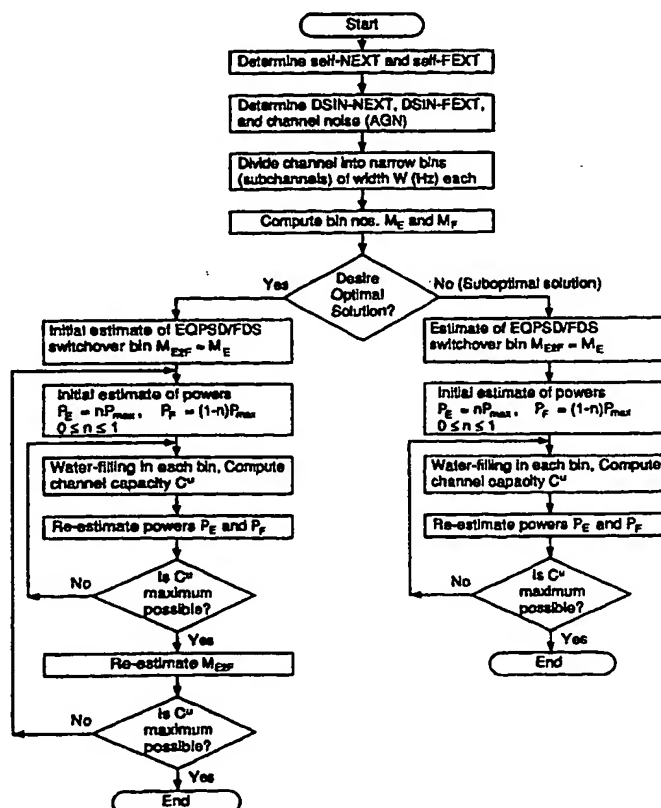 Start
Determine self-NEXT and self-FEXT
Determine DSIN-NEXT, DSIN-FEXT,
and channel noise (AGN)
Divide channel into narrow bins
(subchannels) of width W (Hz) each
Compute bin nos. M_E and M_F
Desire
Optimal
Solution?
Yes
No (Suboptimal solution)
Initial estimate of EQPSD/FDS
switchover bin M_E2F = M_E
Initial estimate of powers
P_E = nP_max, P_F = (1-n)P_max
0 ≤ n ≤ 1
Water-filling in each bin, Compute
channel capacity C^u
Re-estimate powers P_E and P_F
Is C^u
maximum
possible?
No
Yes
Re-estimate M_E2F
Is C^u
maximum
possible?
No
Yes
End
Estimate of EQPSD/FDS
switchover bin M_E2F = M_E
Initial estimate of powers
P_E = nP_max, P_F = (1-n)P_max
0 ≤ n ≤ 1
Water-filling in each bin, Compute
channel capacity C^u
Re-estimate powers P_E and P_F
Is C^u
maximum
possible?
No
Yes
End